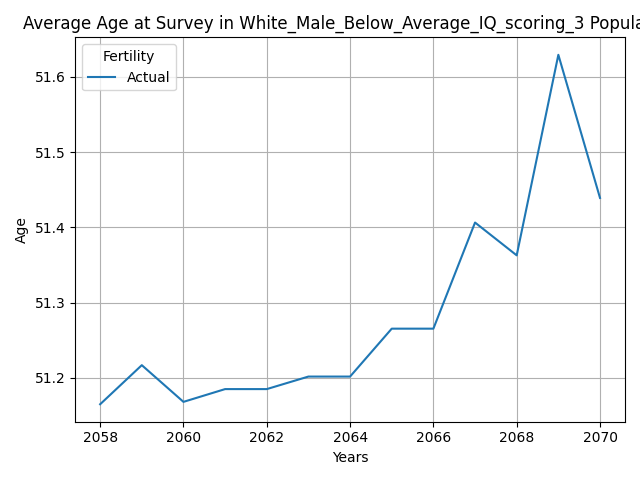 Average Age at Survey in White_Male_Below_Average_IQ_scoring_3 Popula
Fertility
Actual
51.6
51.5
51.4
51.3
51.2
Age
2058 2060 2062 2064 2066 2068 2070
Years